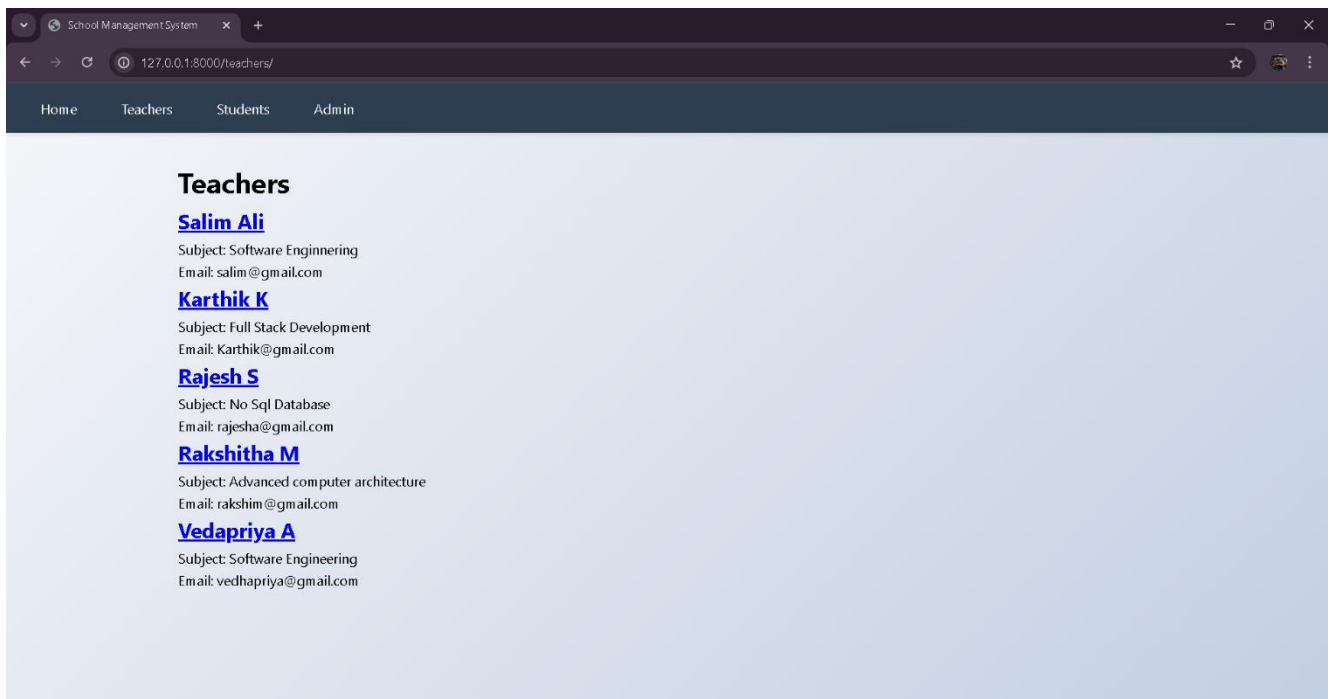 School Management System
127.0.0.1:8000/teachers/
Home Teachers Students Admin
Teachers
Salim Ali
Subject: Software Enginnering
Email: salim@gmail.com
Karthik K
Subject: Full Stack Development
Email: Karthik@gmail.com
Rajesh S
Subject: No Sql Database
Email: rajesha@gmail.com
Rakshitha M
Subject: Advanced computer architecture
Email: rakshim@gmail.com
Vedapriya A
Subject: Software Engineering
Email: vedhapriya@gmail.com